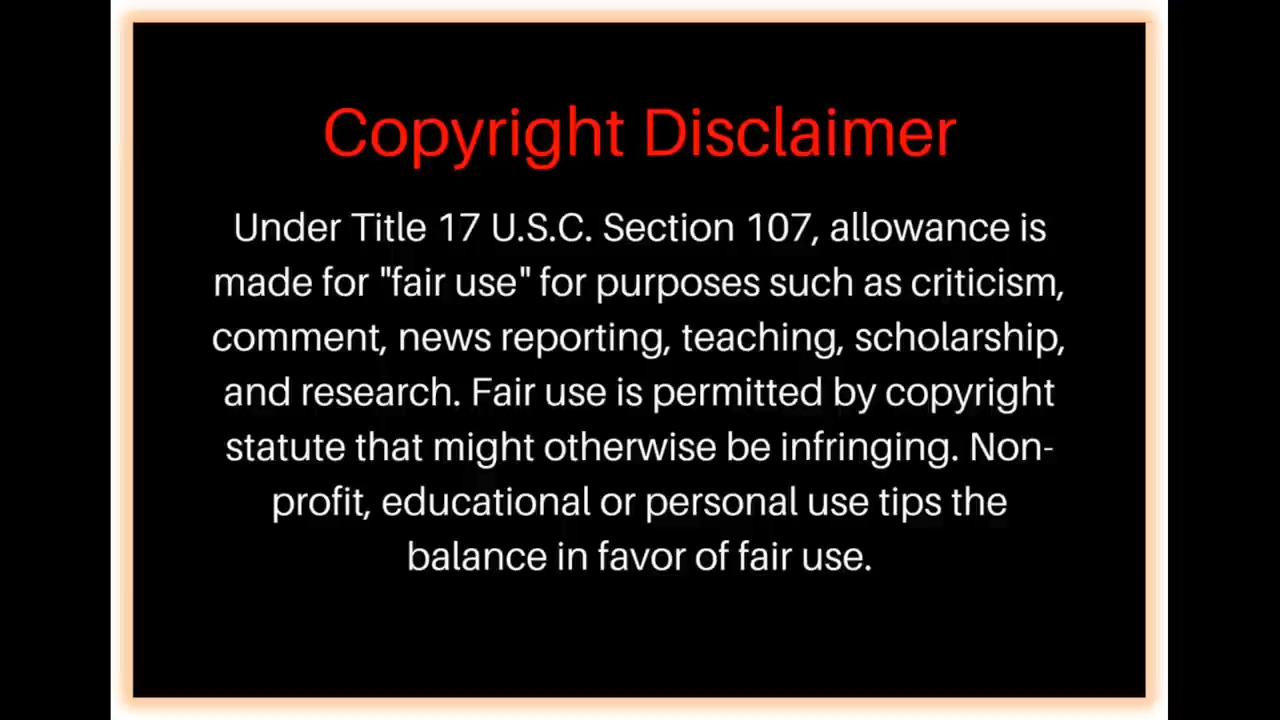 Copyright Disclaimer
Under Title 17 U.S.C. Section 107, allowance is
made for "fair use" for purposes such as criticism,
comment, news reporting, teaching, scholarship,
and research. Fair use is permitted by copyright
statute that might otherwise be infringing. Non-
profit, educational or personal use tips the
balance in favor of fair use.